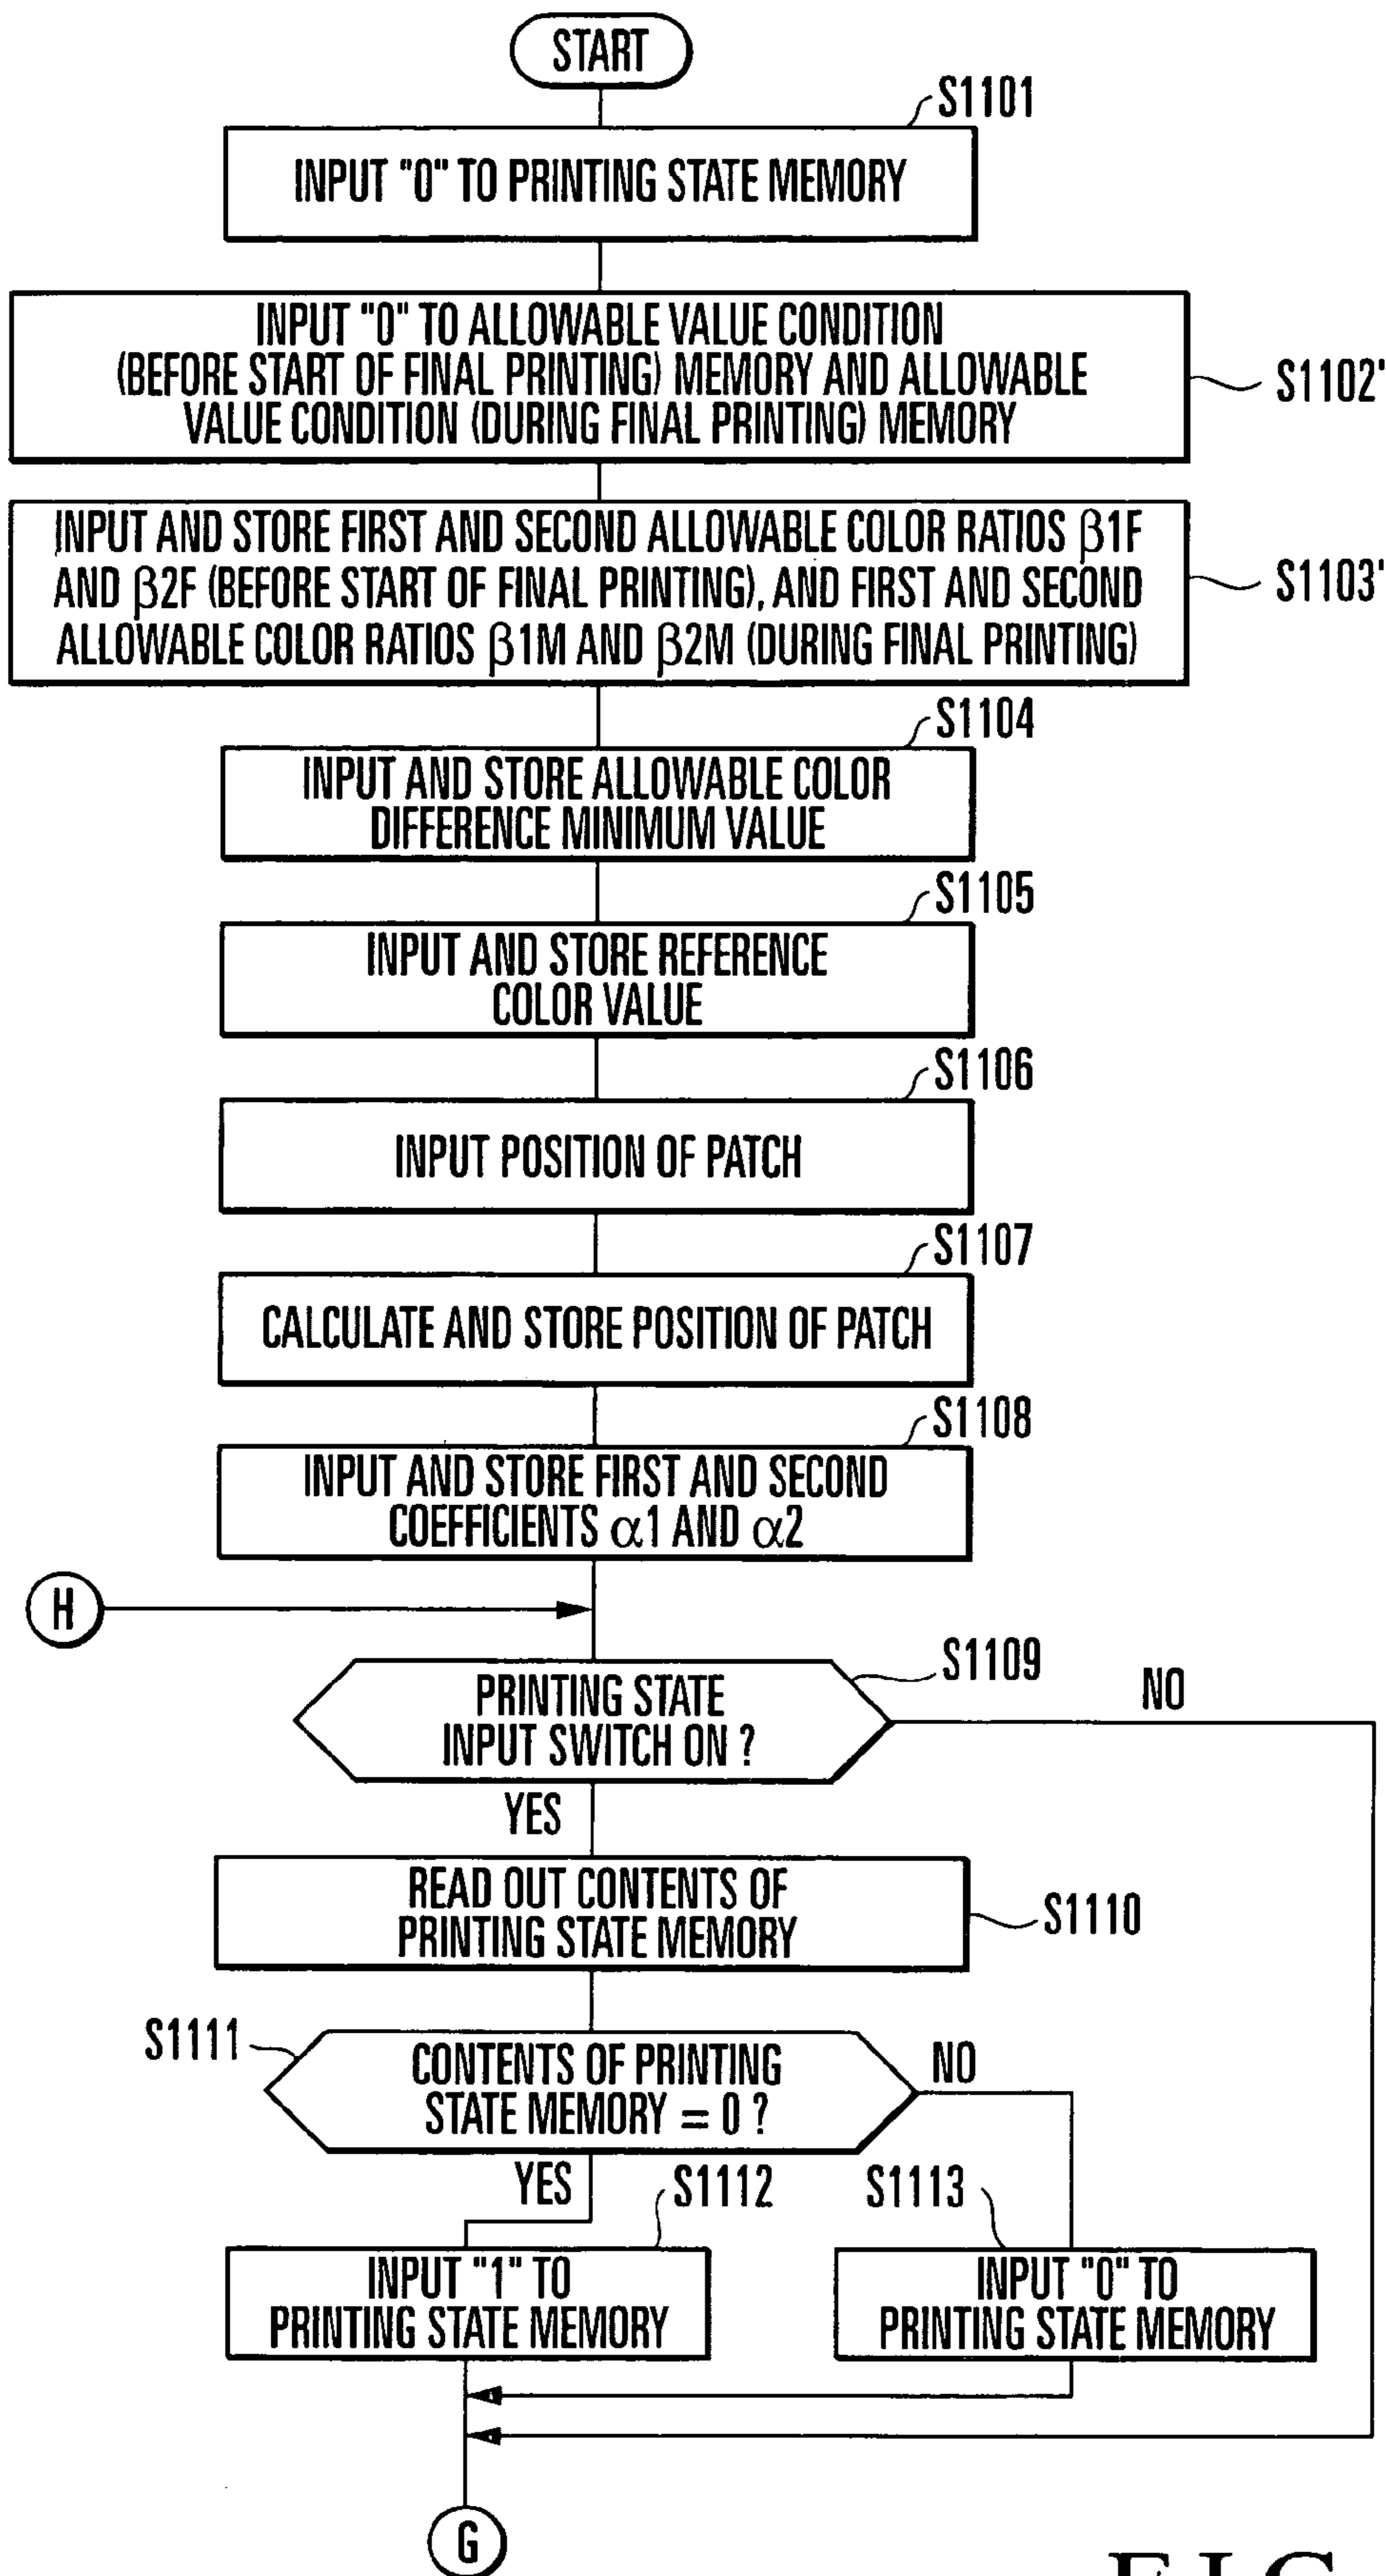 START
S1101
INPUT "0" TO PRINTING STATE MEMORY
INPUT "0" TO ALLOWABLE VALUE CONDITION
(BEFORE START OF FINAL PRINTING) MEMORY AND ALLOWABLE
VALUE CONDITION (DURING FINAL PRINTING) MEMORY
S1102'
INPUT AND STORE FIRST AND SECOND ALLOWABLE COLOR RATIOS β1F
AND β2F (BEFORE START OF FINAL PRINTING), AND FIRST AND SECOND
ALLOWABLE COLOR RATIOS β1M AND β2M (DURING FINAL PRINTING)
S1103'
S1104
INPUT AND STORE ALLOWABLE COLOR
DIFFERENCE MINIMUM VALUE
S1105
INPUT AND STORE REFERENCE
COLOR VALUE
S1106
INPUT POSITION OF PATCH
S1107
CALCULATE AND STORE POSITION OF PATCH
S1108
INPUT AND STORE FIRST AND SECOND
COEFFICIENTS α1 AND α2
H
S1109
PRINTING STATE
INPUT SWITCH ON ?
NO
YES
READ OUT CONTENTS OF
PRINTING STATE MEMORY
S1110
S1111
CONTENTS OF PRINTING
STATE MEMORY = 0 ?
NO
YES
S1112
S1113
INPUT "1" TO
PRINTING STATE MEMORY
INPUT "0" TO
PRINTING STATE MEMORY
G
FIG